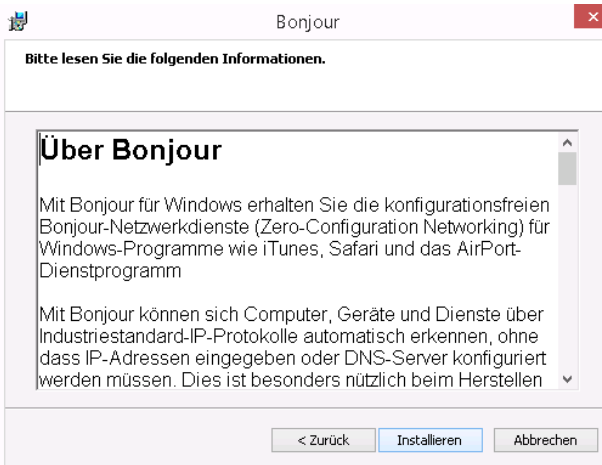 Bonjour
Bitte lesen Sie die folgenden Informationen.
Über Bonjour
Mit Bonjour für Windows erhalten Sie die konfigurationsfreien
Bonjour-Netzwerkdienste (Zero-Configuration Networking) für
Windows-Programme wie iTunes, Safari und das AirPort-
Dienstprogramm
Mit Bonjour können sich Computer, Geräte und Dienste über
Industriestandard-IP-Protokolle automatisch erkennen, ohne
dass IP-Adressen eingegeben oder DNS-Server konfiguriert
werden müssen. Dies ist besonders nützlich beim Herstellen
< Zurück Installieren Abbrechen